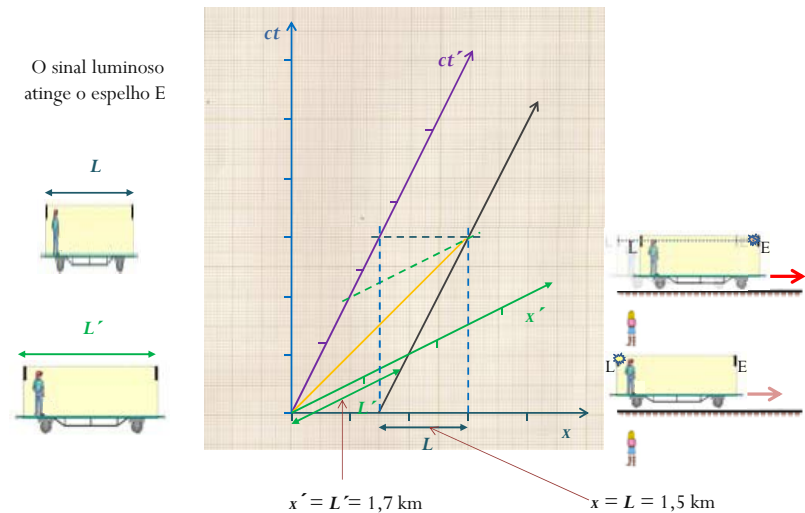 O sinal luminoso
atinge o espelho E
L
L´
ct
ct´
x´
L´
x
L
L
E
L
E
x´ = L´= 1,7 km
x = L = 1,5 km